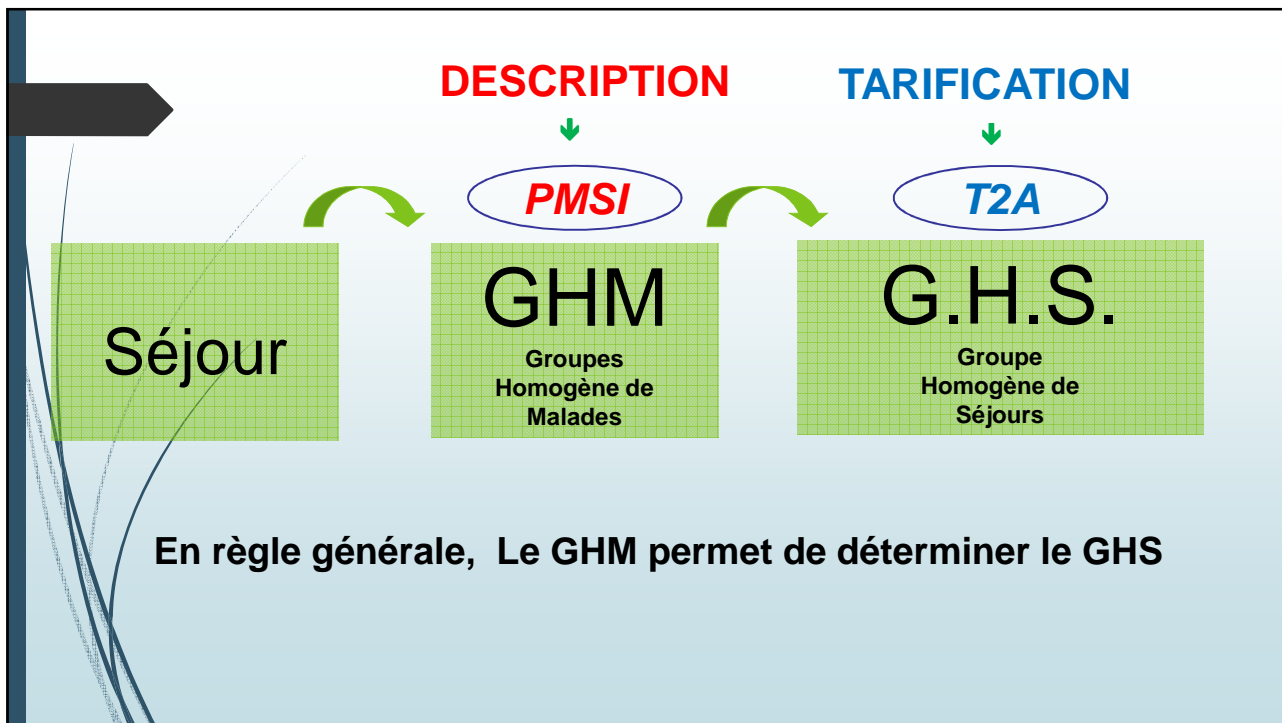 DESCRIPTION
TARIFICATION
PMSI
T2A
Séjour
GHM
Groupes
Homogène de
Malades
G.H.S.
Groupe
Homogène de
Séjours
En règle générale,  Le GHM permet de déterminer le GHS